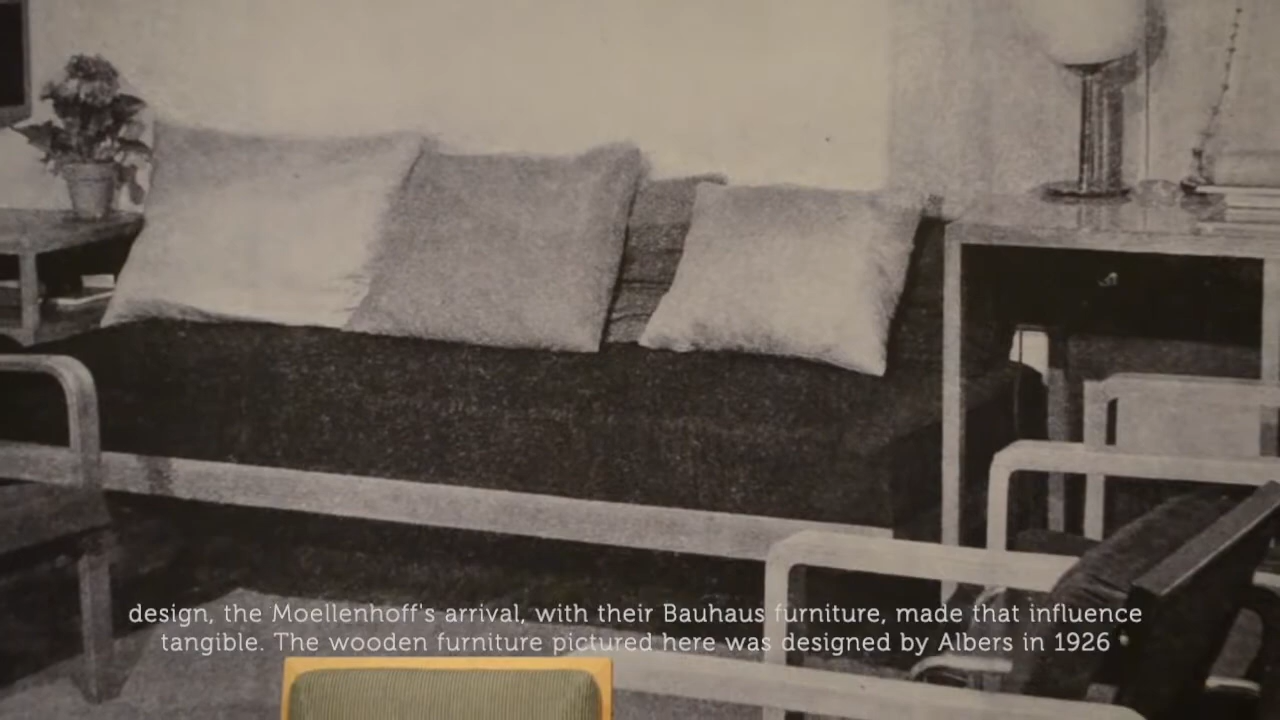 design, the Moellenhoff's arrival, with their Bauhaus furniture, made that influence
tangible. The wooden furniture pictured here was designed by Albers in 1926